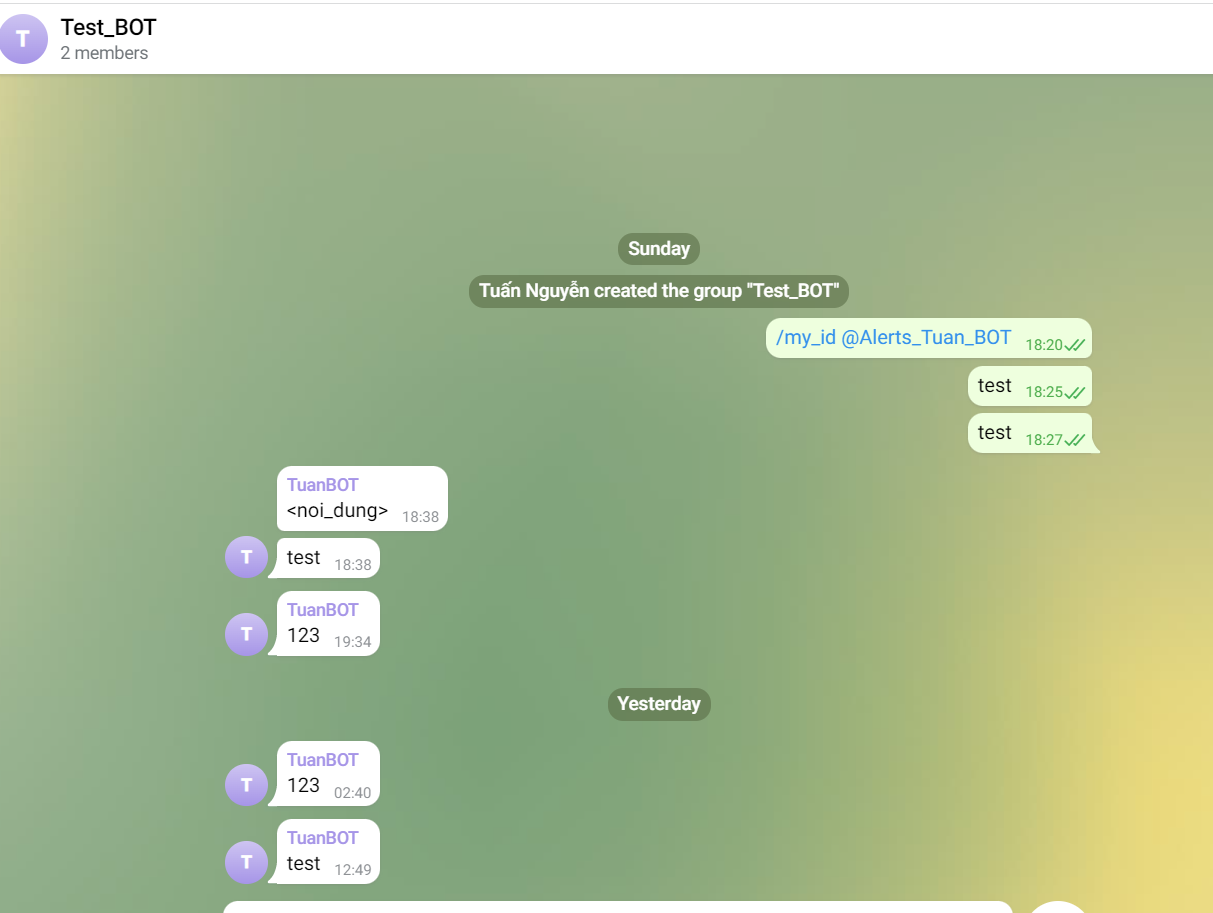 T
Test_BOT
2 members
Sunday
Tuấn Nguyễn created the group "Test_BOT"
/my_id @Alerts_Tuan_BOT 18:20
test 18:25
test 18:27
TuanBOT
<noi_dung> 18:38
T
test 18:38
TuanBOT
T
123 19:34
Yesterday
TuanBOT
T
123 02:40
TuanBOT
T
test 12:49